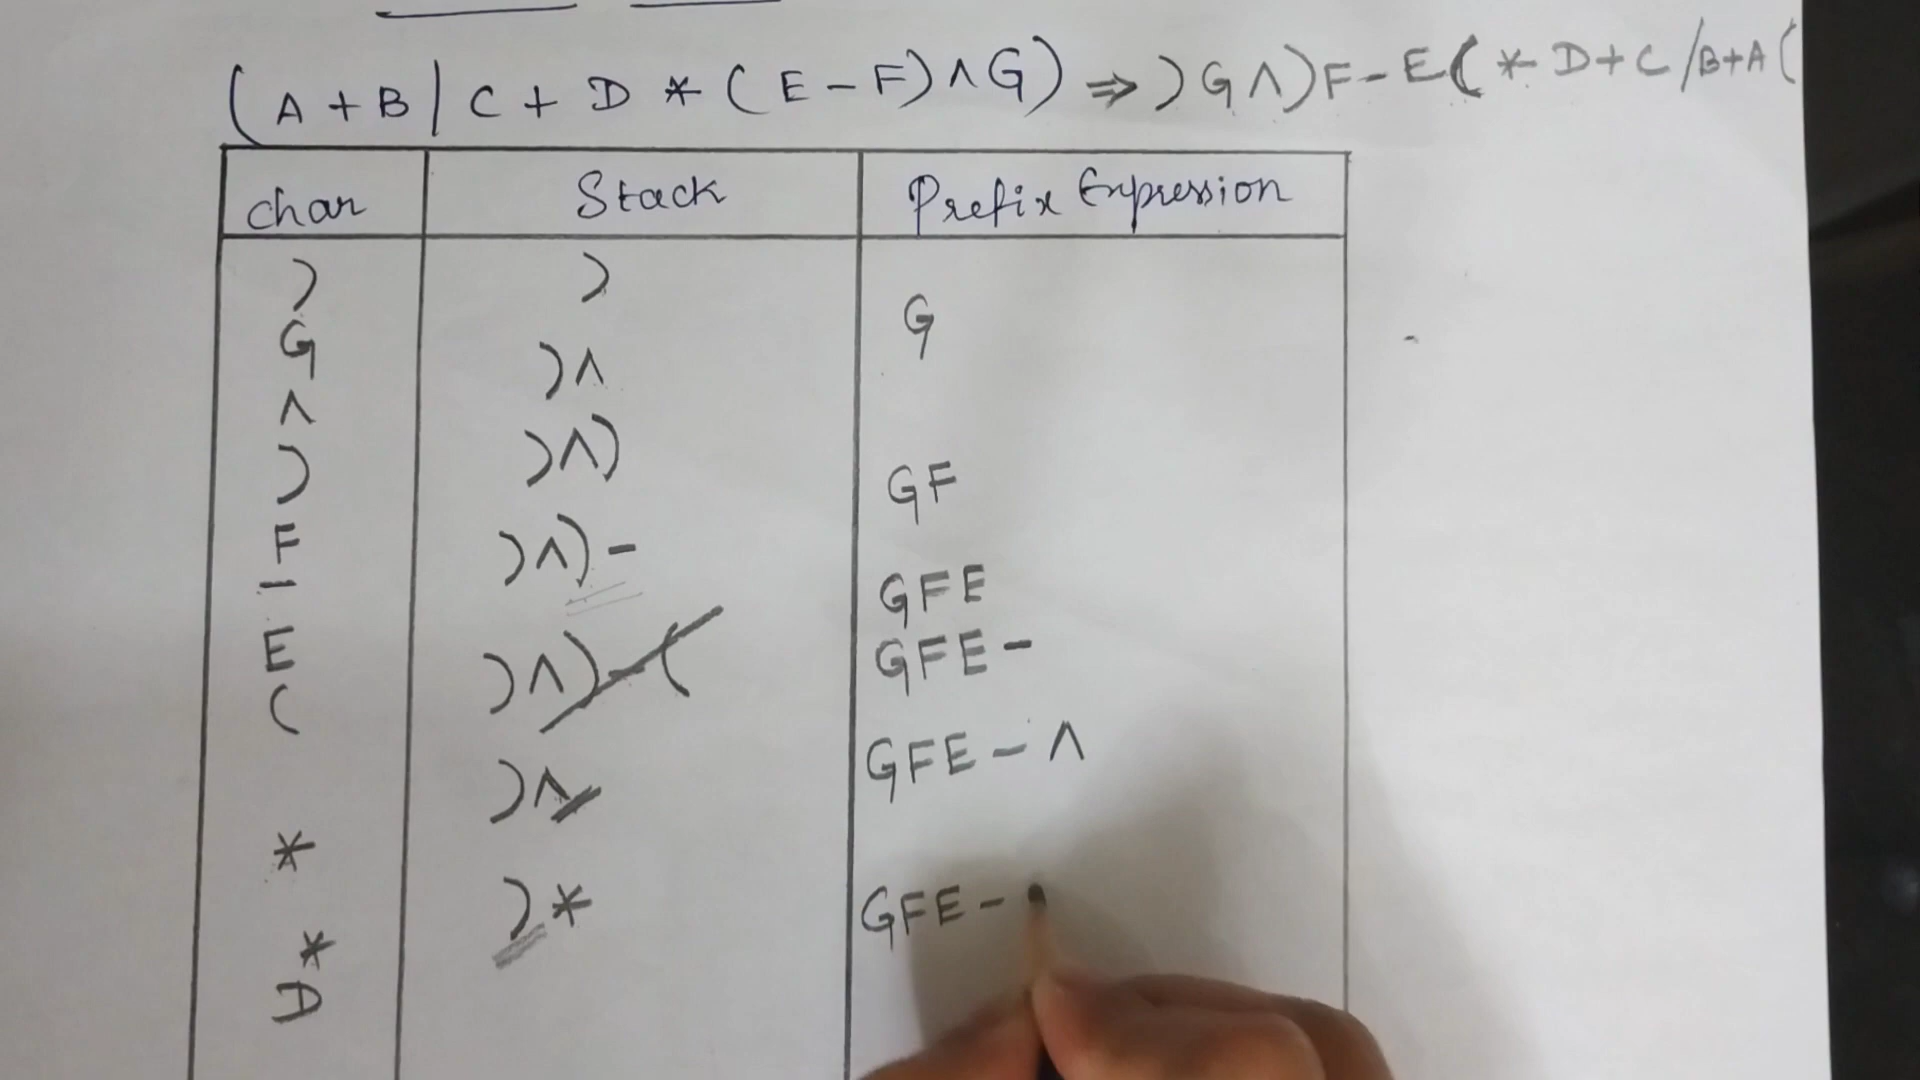 (A+B/C+D*(E-F)∧G) ⇒ )G∧)F-E(*D+C/B+A(
char Stack Prefix Expression
) )
G G
∧ )∧
) )∧)
F GF
- )∧)-
E GFE
( )∧)-( GFE-
)∧ GFE-∧
*
)* GFE-
*
D